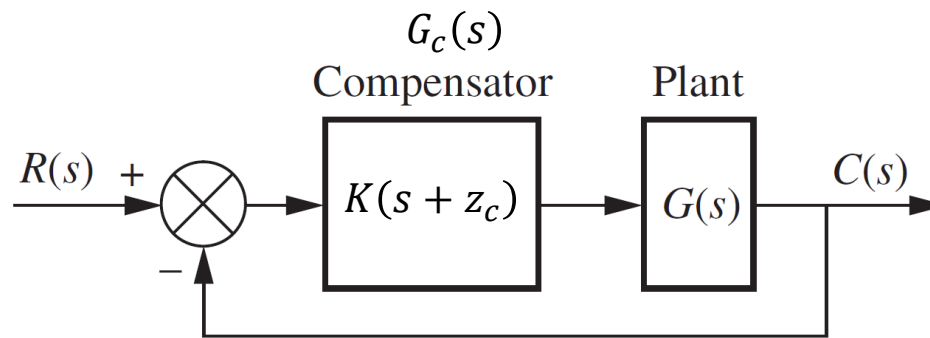 G_c(s)
Compensator
Plant
R(s)
+
K(s + z_c)
G(s)
C(s)
−